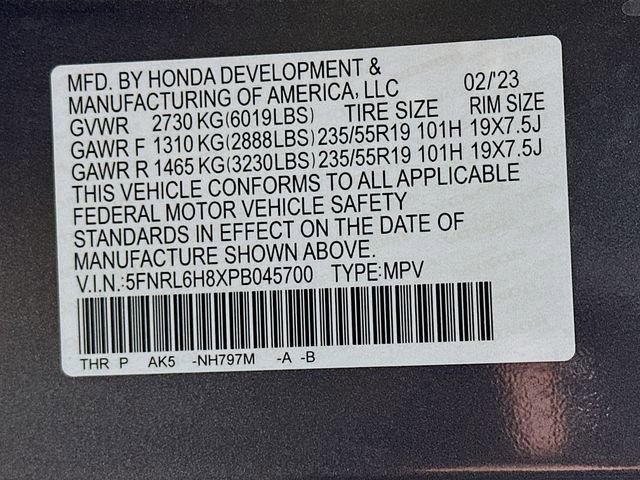 MFD. BY HONDA DEVELOPMENT &
MANUFACTURING OF AMERICA, LLC 02/'23
GVWR 2730 KG(6019LBS) TIRE SIZE RIM SIZE
GAWR F 1310 KG(2888LBS) 235/55R19 101H 19X7.5J
GAWR R 1465 KG(3230LBS) 235/55R19 101H 19X7.5J
THIS VEHICLE CONFORMS TO ALL APPLICABLE
FEDERAL MOTOR VEHICLE SAFETY
STANDARDS IN EFFECT ON THE DATE OF
MANUFACTURE SHOWN ABOVE.
V.I.N.:5FNRL6H8XPB045700 TYPE:MPV
THR P AK5 -NH797M -A -B